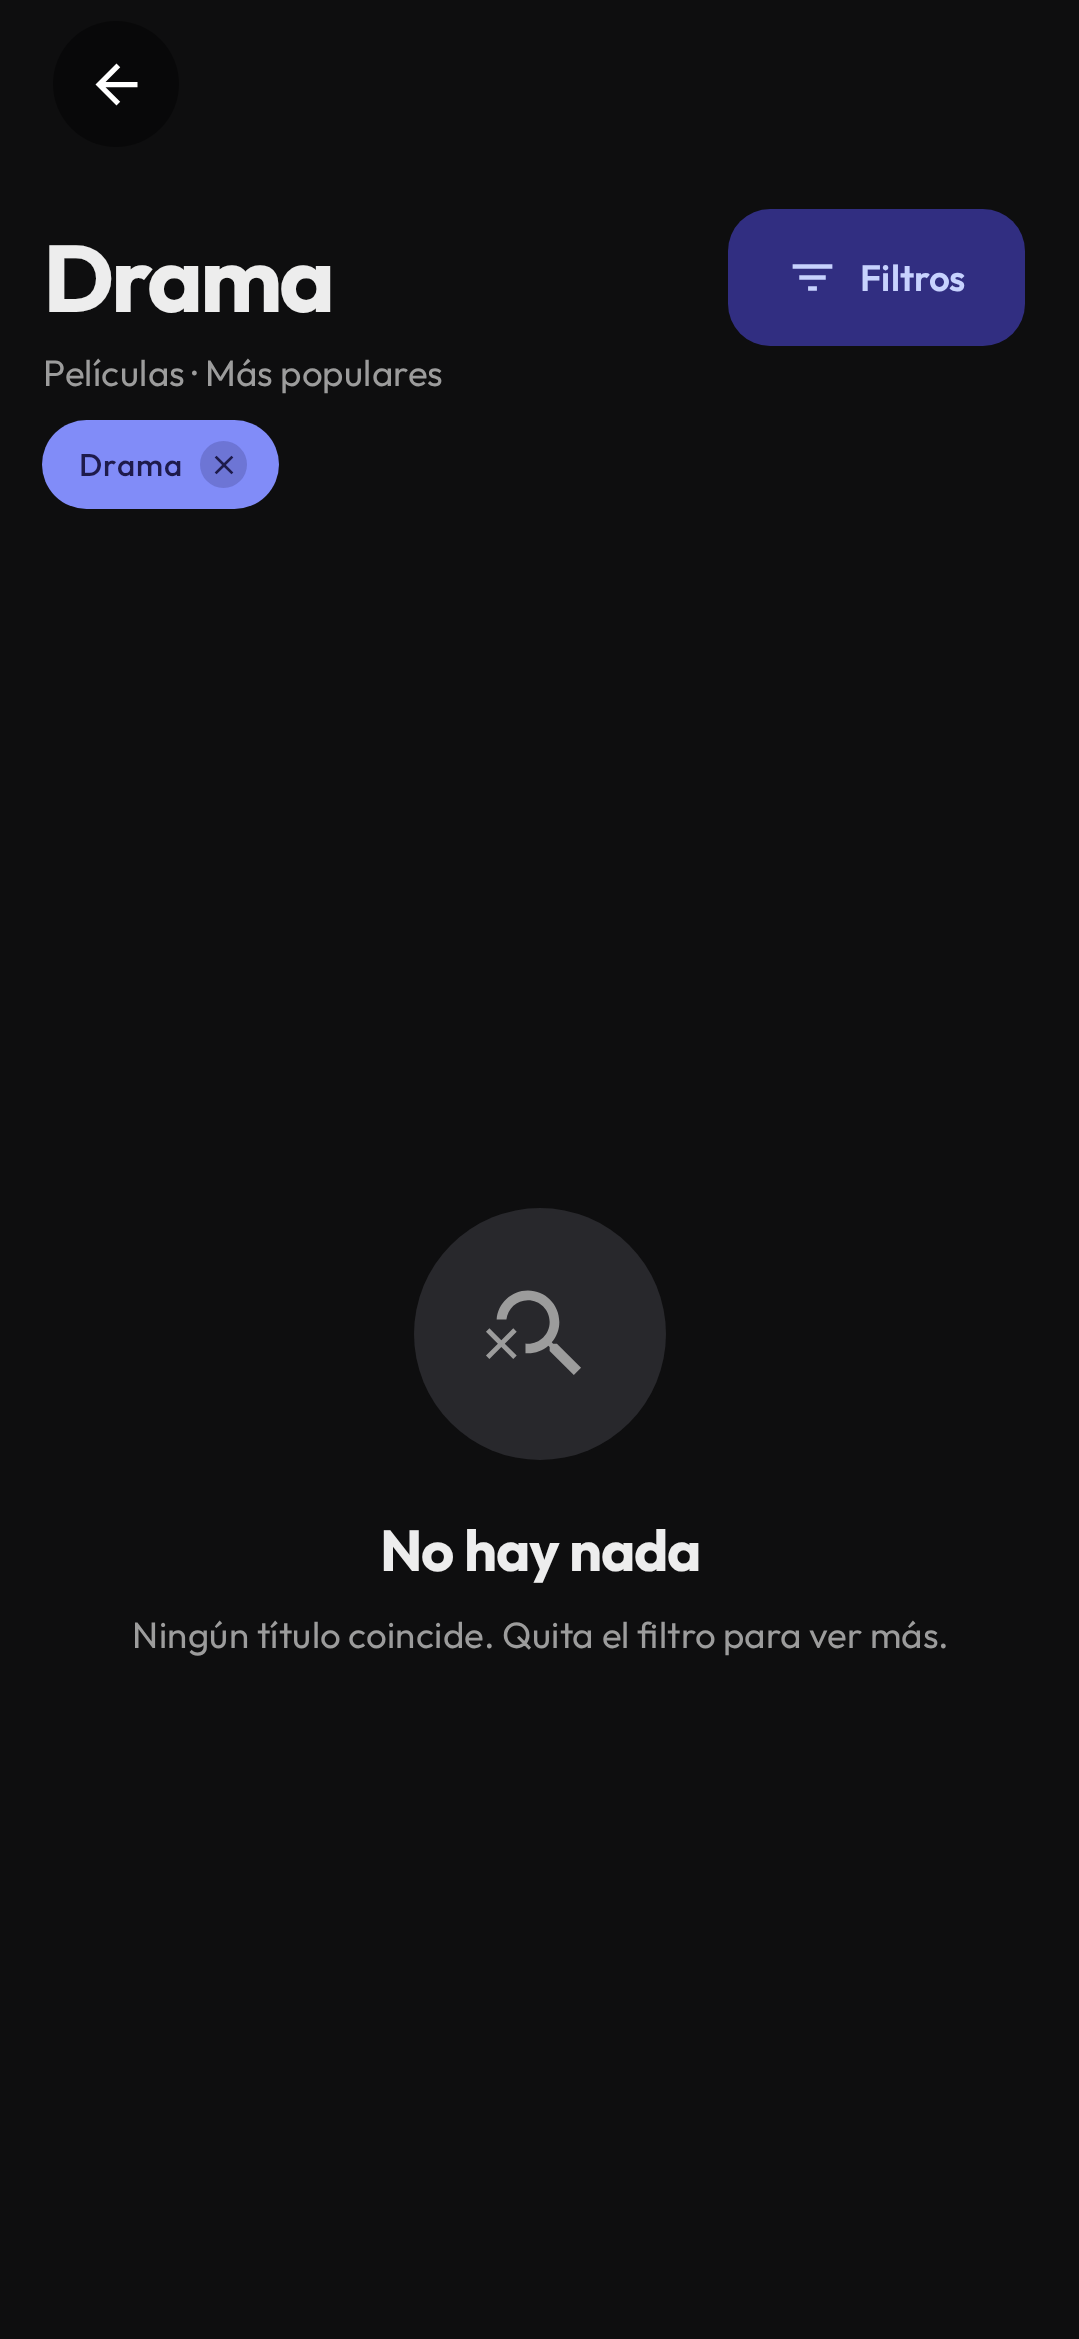 Drama
Filtros
Películas · Más populares
Drama
No hay nada
Ningún título coincide. Quita el filtro para ver más.